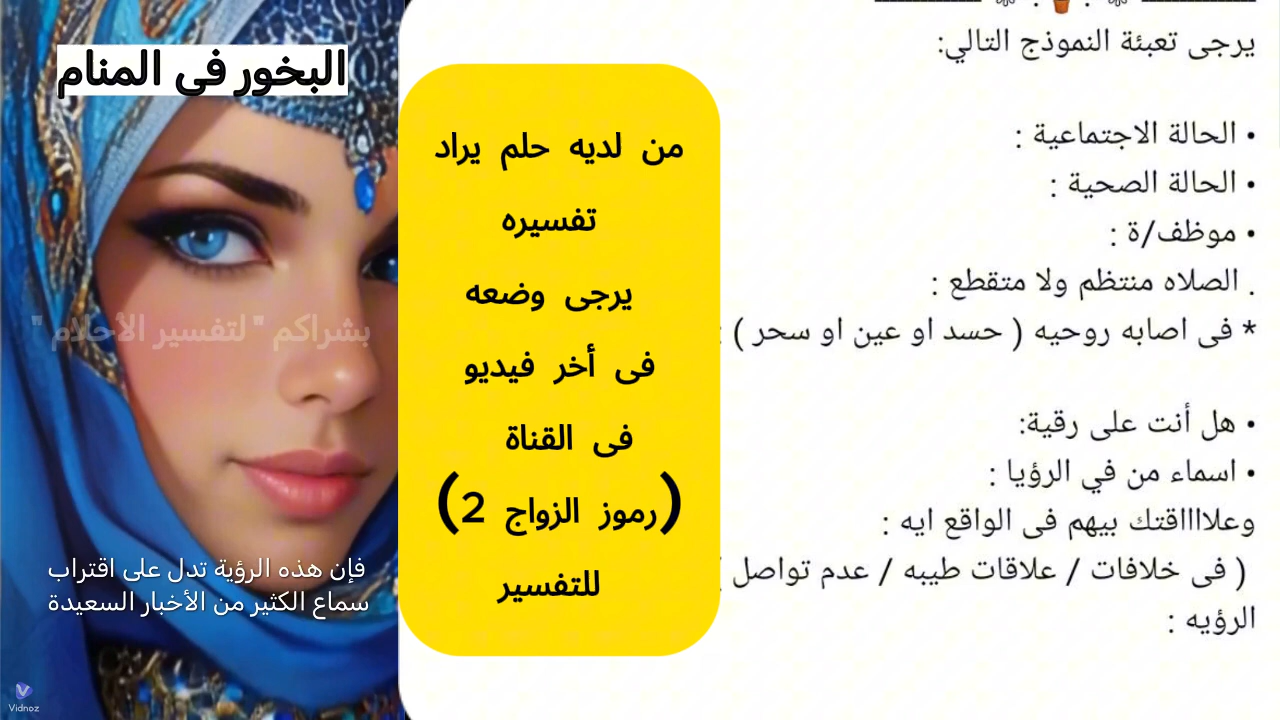 البخور فى المنام
بشراكم " لتفسير الأحلام "
فإن هذه الرؤية تدل على اقتراب
سماع الكثير من الأخبار السعيدة
Vidnoz
من لديه حلم يراد
تفسيره
يرجى وضعه
فى أخر فيديو
فى القناة
(رموز الزواج 2)
للتفسير
يرجى تعبئة النموذج التالي:
• الحالة الاجتماعية :
• الحالة الصحية :
• موظف/ة :
. الصلاه منتظم ولا متقطع :
* فى اصابه روحيه ( حسد او عين او سحر ) :
• هل أنت على رقية:
• اسماء من في الرؤيا :
وعلااااقتك بيهم فى الواقع ايه :
( فى خلافات / علاقات طيبه / عدم تواصل )
الرؤيه :